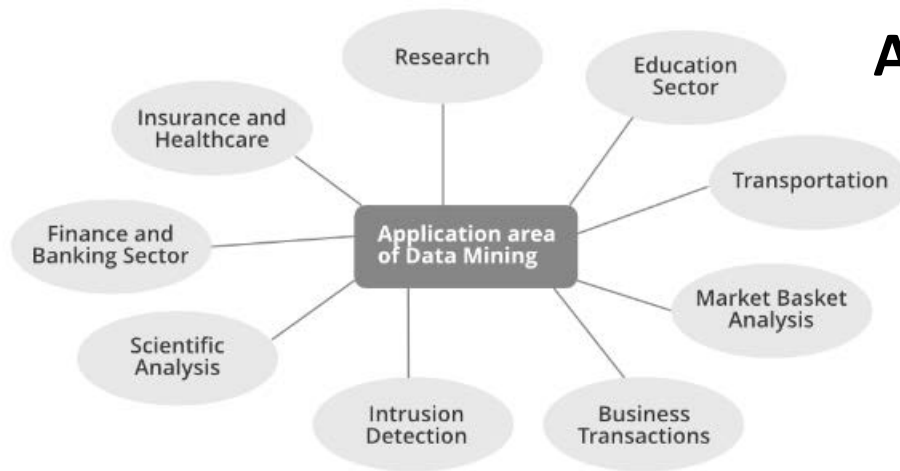 Research
Education
Sector
A
Insurance and
Healthcare
Transportation
Finance and
Banking Sector
Application area
of Data Mining
Market Basket
Analysis
Scientific
Analysis
Intrusion
Detection
Business
Transactions